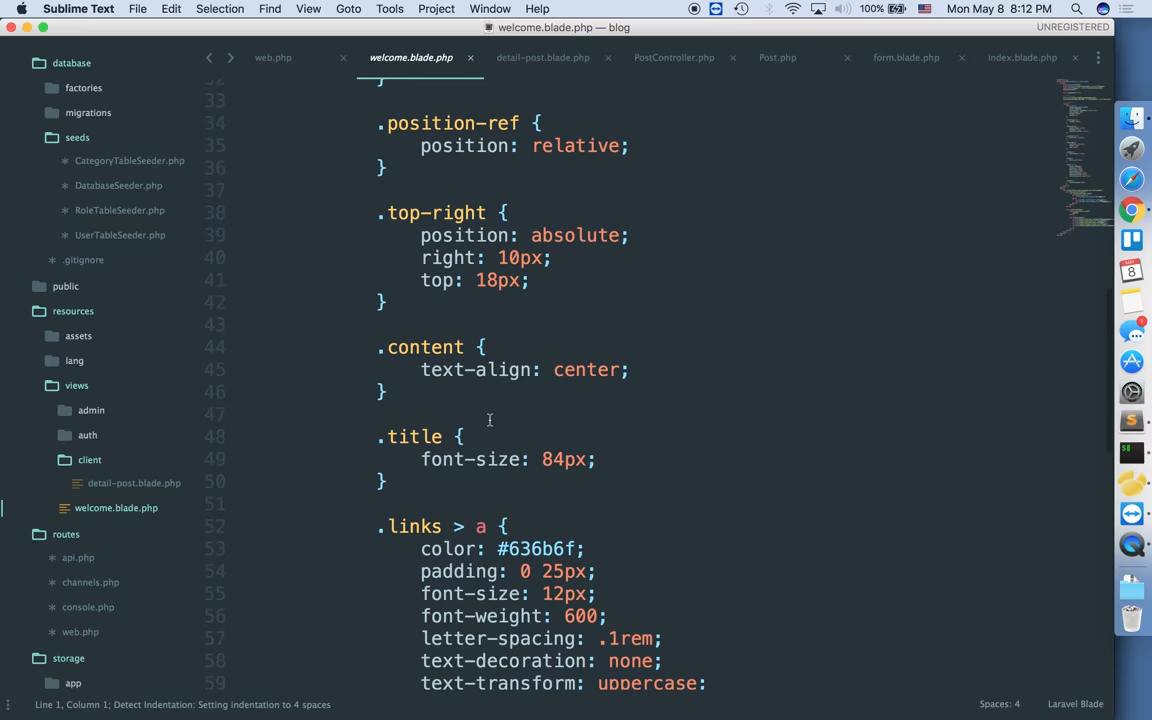 Sublime Text File Edit Selection Find View Goto Tools Project Window Help 100% Mon May 8 8:12 PM
welcome.blade.php — blog UNREGISTERED
web.php × welcome.blade.php × detail-post.blade.php × PostController.php × Post.php × form.blade.php × index.blade.php ×
database
factories
migrations
seeds
CategoryTableSeeder.php
DatabaseSeeder.php
RoleTableSeeder.php
UserTableSeeder.php
.gitignore
public
resources
assets
lang
views
admin
auth
client
detail-post.blade.php
welcome.blade.php
routes
api.php
channels.php
console.php
web.php
storage
app
32 }
33
34 .position-ref {
35 position: relative;
36 }
37
38 .top-right {
39 position: absolute;
40 right: 10px;
41 top: 18px;
42 }
43
44 .content {
45 text-align: center;
46 }
47
48 .title {
49 font-size: 84px;
50 }
51
52 .links > a {
53 color: #636b6f;
54 padding: 0 25px;
55 font-size: 12px;
56 font-weight: 600;
57 letter-spacing: .1rem;
58 text-decoration: none;
59 text-transform: uppercase;
8
1
S
Line 1, Column 1; Detect Indentation: Setting indentation to 4 spaces Spaces: 4 Laravel Blade